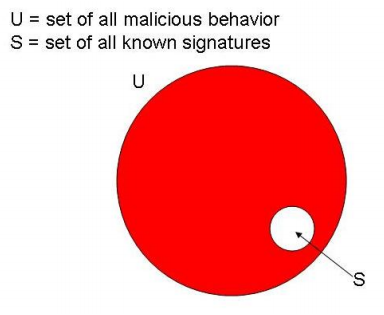 U = set of all malicious behavior
S = set of all known signatures
U
S